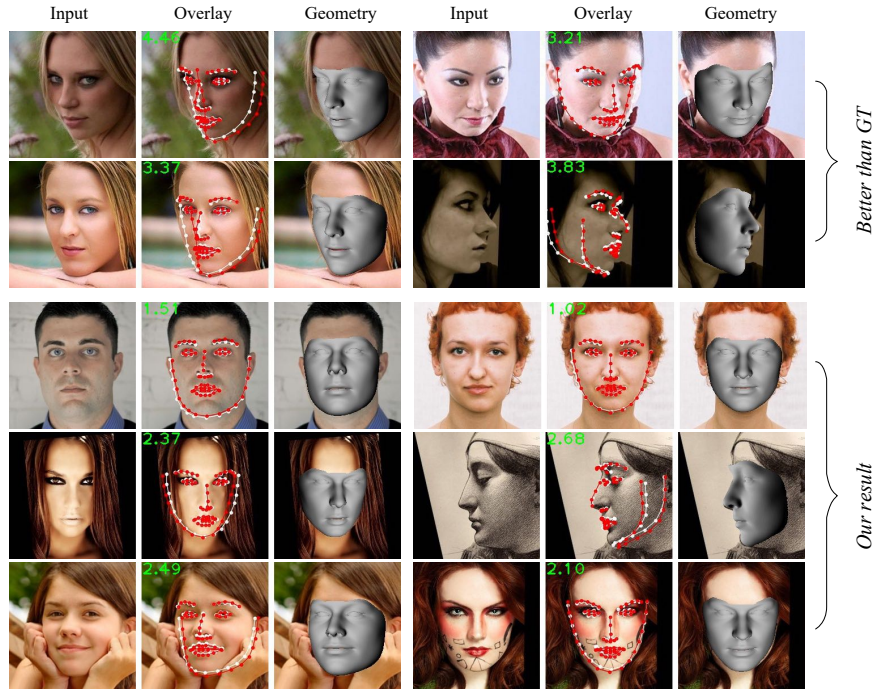 Input Overlay Geometry Input Overlay Geometry
4.46 3.21
3.37 3.83
Better than GT
1.51 1.02
2.37 2.68
2.49 2.10
Our result